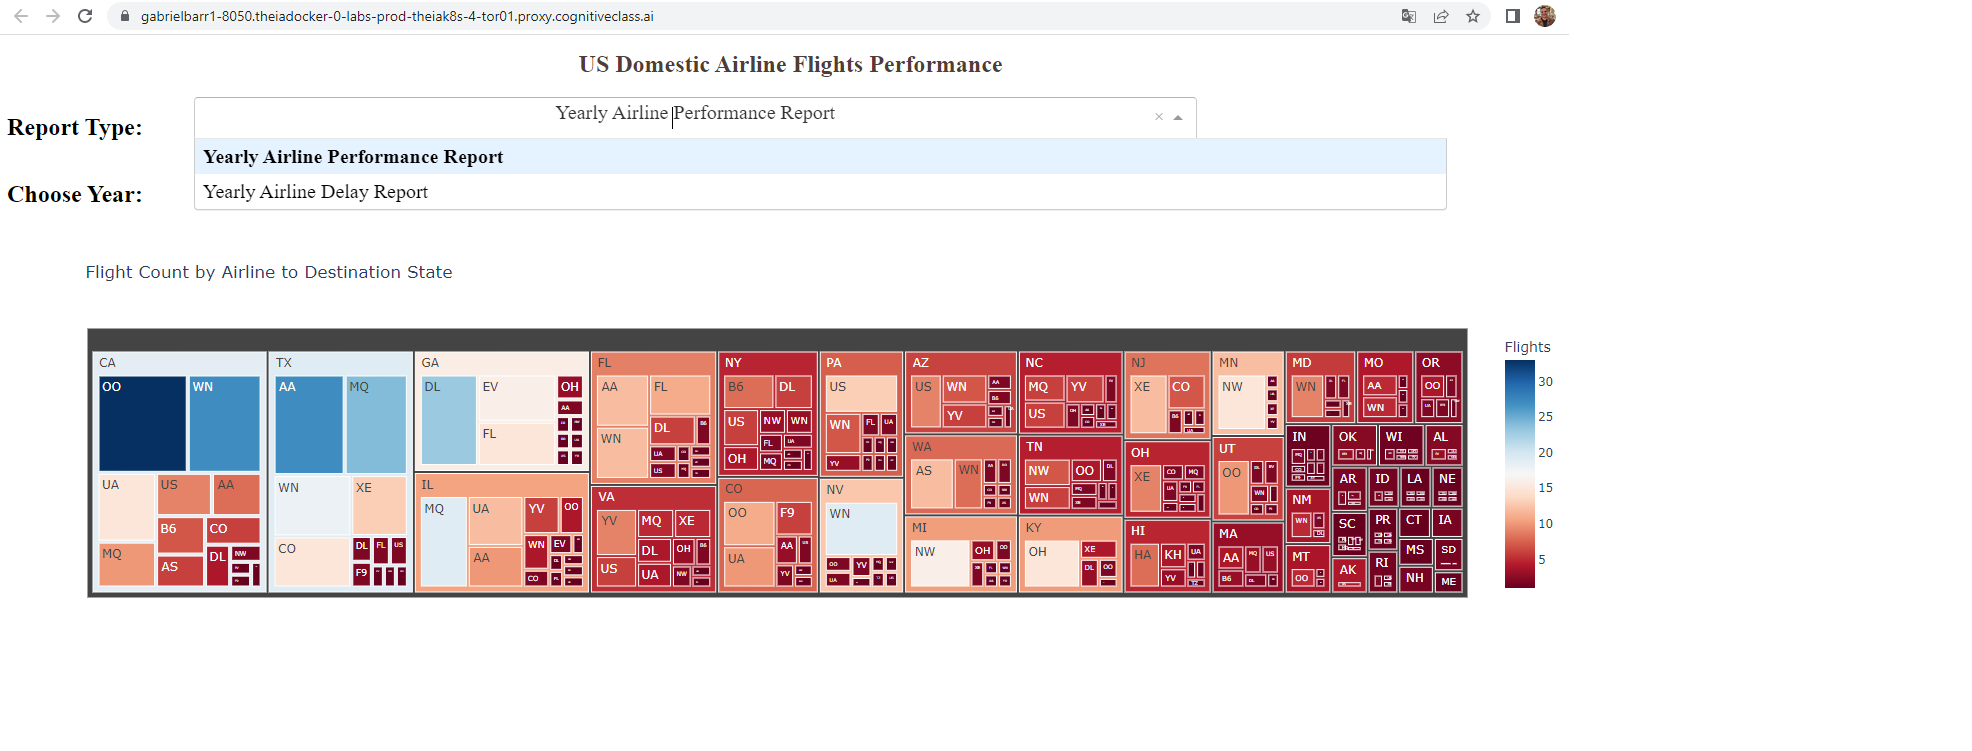 gabrielbarr1-8050.theiadocker-0-labs-prod-theiak8s-4-tor01.proxy.cognitiveclass.ai
US Domestic Airline Flights Performance
Report Type:
Yearly Airline Performance Report
Yearly Airline Performance Report
Yearly Airline Delay Report
Choose Year:
Flight Count by Airline to Destination State
Flights
30
25
20
15
10
5
CA
OO WN
UA US AA
B6 CO
MQ AS DL NW
TX
AA MQ
WN XE
CO DL FL US
F9
GA
DL EV OH
AA
FL
IL
MQ UA YV OO
AA WN EV
CO FL
FL
AA FL
WN DL B6
UA CO
US
VA
YV MQ XE
DL OH B6
US UA NW
NY
B6 DL
US NW WN
FL UA
OH MQ
CO
OO F9
UA AA US
YV
PA
US
WN FL UA
YV
NV
WN
OO YV
UA
AZ
US WN AA
B6
YV
WA
AS WN
MI
NW OH OO
XE
NC
MQ YV
US OH
XE
TN
NW OO DL
MQ
WN XE
KY
OH XE
DL OO
NJ
XE CO
B6
UA
OH
XE CO MQ
UA
HI
HA KH UA
YV
MN
NW
UT
OO
WN
MA
AA MQ US
B6 DL
MD
WN
MO
AA
WN
OR
OO
IN
OK
WI
AL
NM
WN
AR
ID
LA
NE
MT
OO
SC
PR
CT
IA
AK
RI
MS
SD
NH
ME